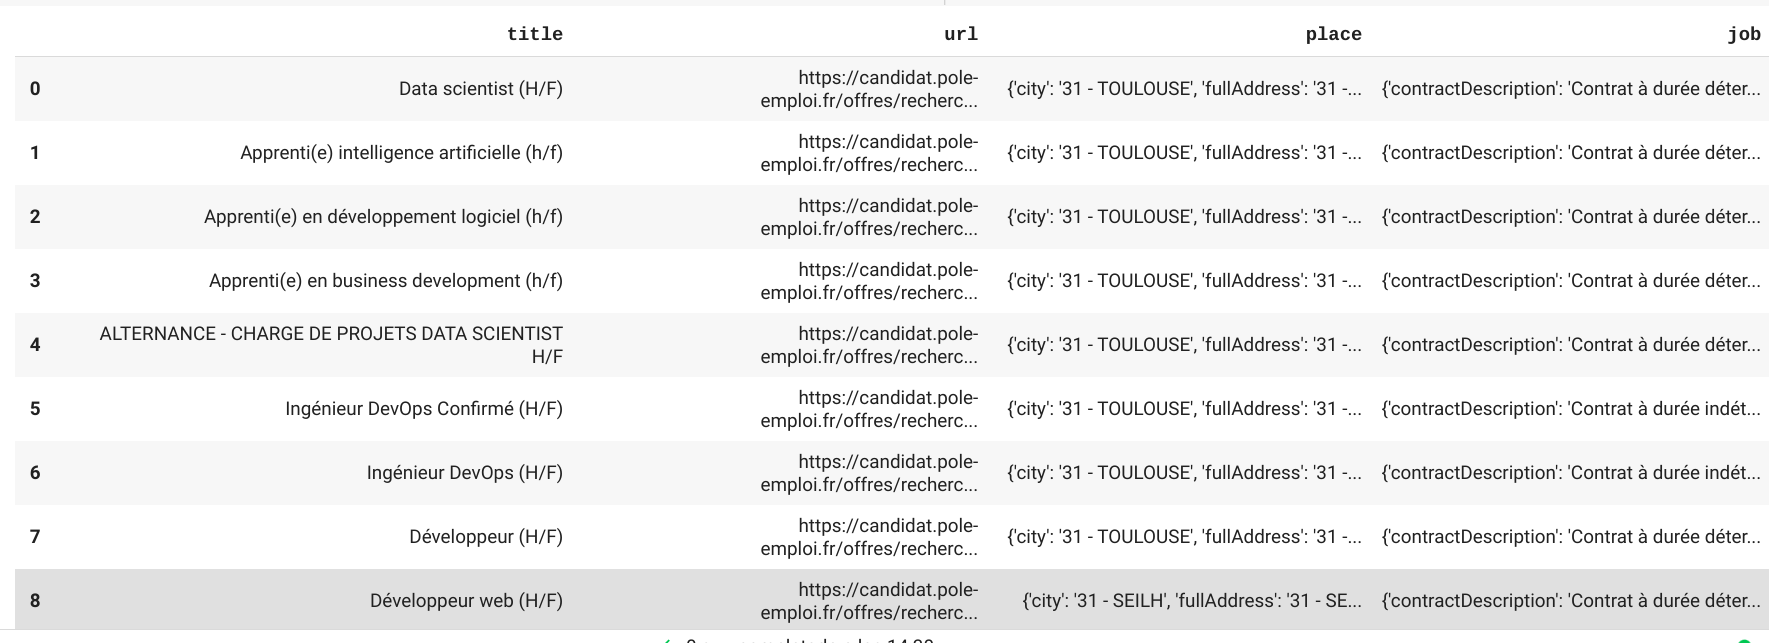 title url place job
0 Data scientist (H/F) https://candidat.pole-
emploi.fr/offres/recherc... {'city': '31 - TOULOUSE', 'fullAddress': '31 -... {'contractDescription': 'Contrat à durée déter...
1 Apprenti(e) intelligence artificielle (h/f) https://candidat.pole-
emploi.fr/offres/recherc... {'city': '31 - TOULOUSE', 'fullAddress': '31 -... {'contractDescription': 'Contrat à durée déter...
2 Apprenti(e) en développement logiciel (h/f) https://candidat.pole-
emploi.fr/offres/recherc... {'city': '31 - TOULOUSE', 'fullAddress': '31 -... {'contractDescription': 'Contrat à durée déter...
3 Apprenti(e) en business development (h/f) https://candidat.pole-
emploi.fr/offres/recherc... {'city': '31 - TOULOUSE', 'fullAddress': '31 -... {'contractDescription': 'Contrat à durée déter...
4 ALTERNANCE - CHARGE DE PROJETS DATA SCIENTIST https://candidat.pole-
H/F emploi.fr/offres/recherc... {'city': '31 - TOULOUSE', 'fullAddress': '31 -... {'contractDescription': 'Contrat à durée déter...
5 Ingénieur DevOps Confirmé (H/F) https://candidat.pole-
emploi.fr/offres/recherc... {'city': '31 - TOULOUSE', 'fullAddress': '31 -... {'contractDescription': 'Contrat à durée indét...
6 Ingénieur DevOps (H/F) https://candidat.pole-
emploi.fr/offres/recherc... {'city': '31 - TOULOUSE', 'fullAddress': '31 -... {'contractDescription': 'Contrat à durée indét...
7 Développeur (H/F) https://candidat.pole-
emploi.fr/offres/recherc... {'city': '31 - TOULOUSE', 'fullAddress': '31 -... {'contractDescription': 'Contrat à durée déter...
8 Développeur web (H/F) https://candidat.pole-
emploi.fr/offres/recherc... {'city': '31 - SEILH', 'fullAddress': '31 - SE... {'contractDescription': 'Contrat à durée déter...